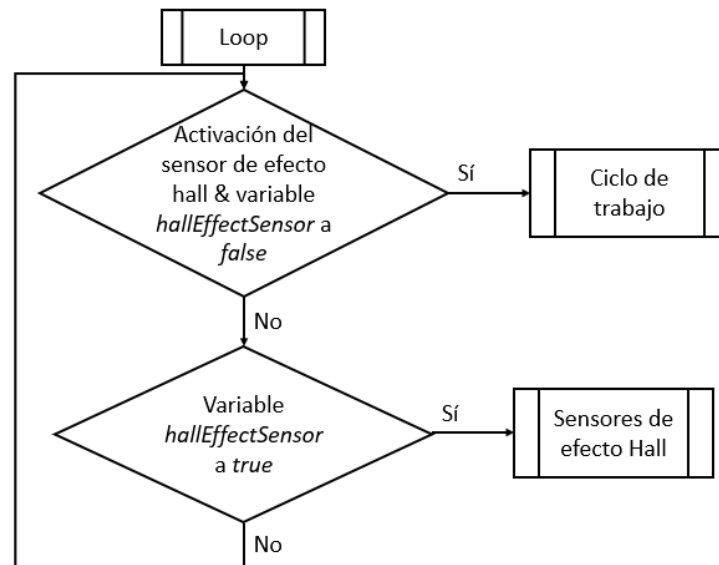 Loop
Activación del
sensor de efecto
hall & variable
hallEffectSensor a
false
Sí
Ciclo de
trabajo
No
Variable
hallEffectSensor
a true
Sí
Sensores de
efecto Hall
No